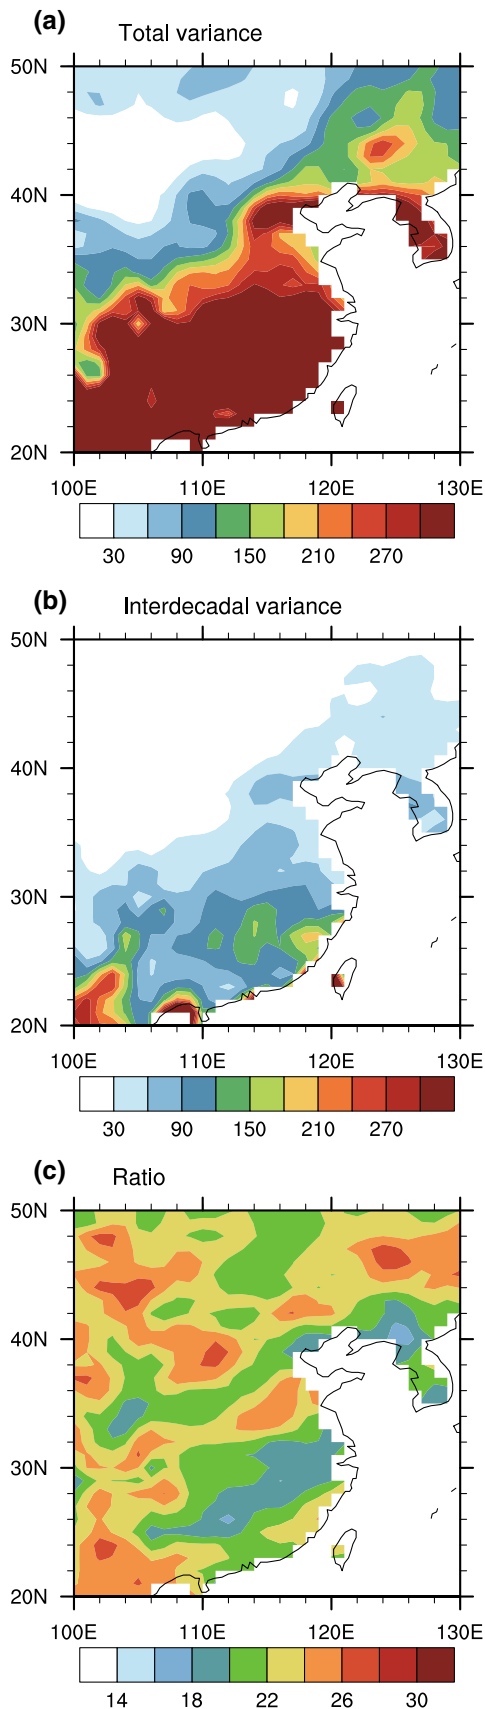 (a)
Total variance
50N
40N
30N
20N
100E 110E 120E 130E
30 90 150 210 270
(b)
Interdecadal variance
50N
40N
30N
20N
100E 110E 120E 130E
30 90 150 210 270
(c)
Ratio
50N
40N
30N
20N
100E 110E 120E 130E
14 18 22 26 30